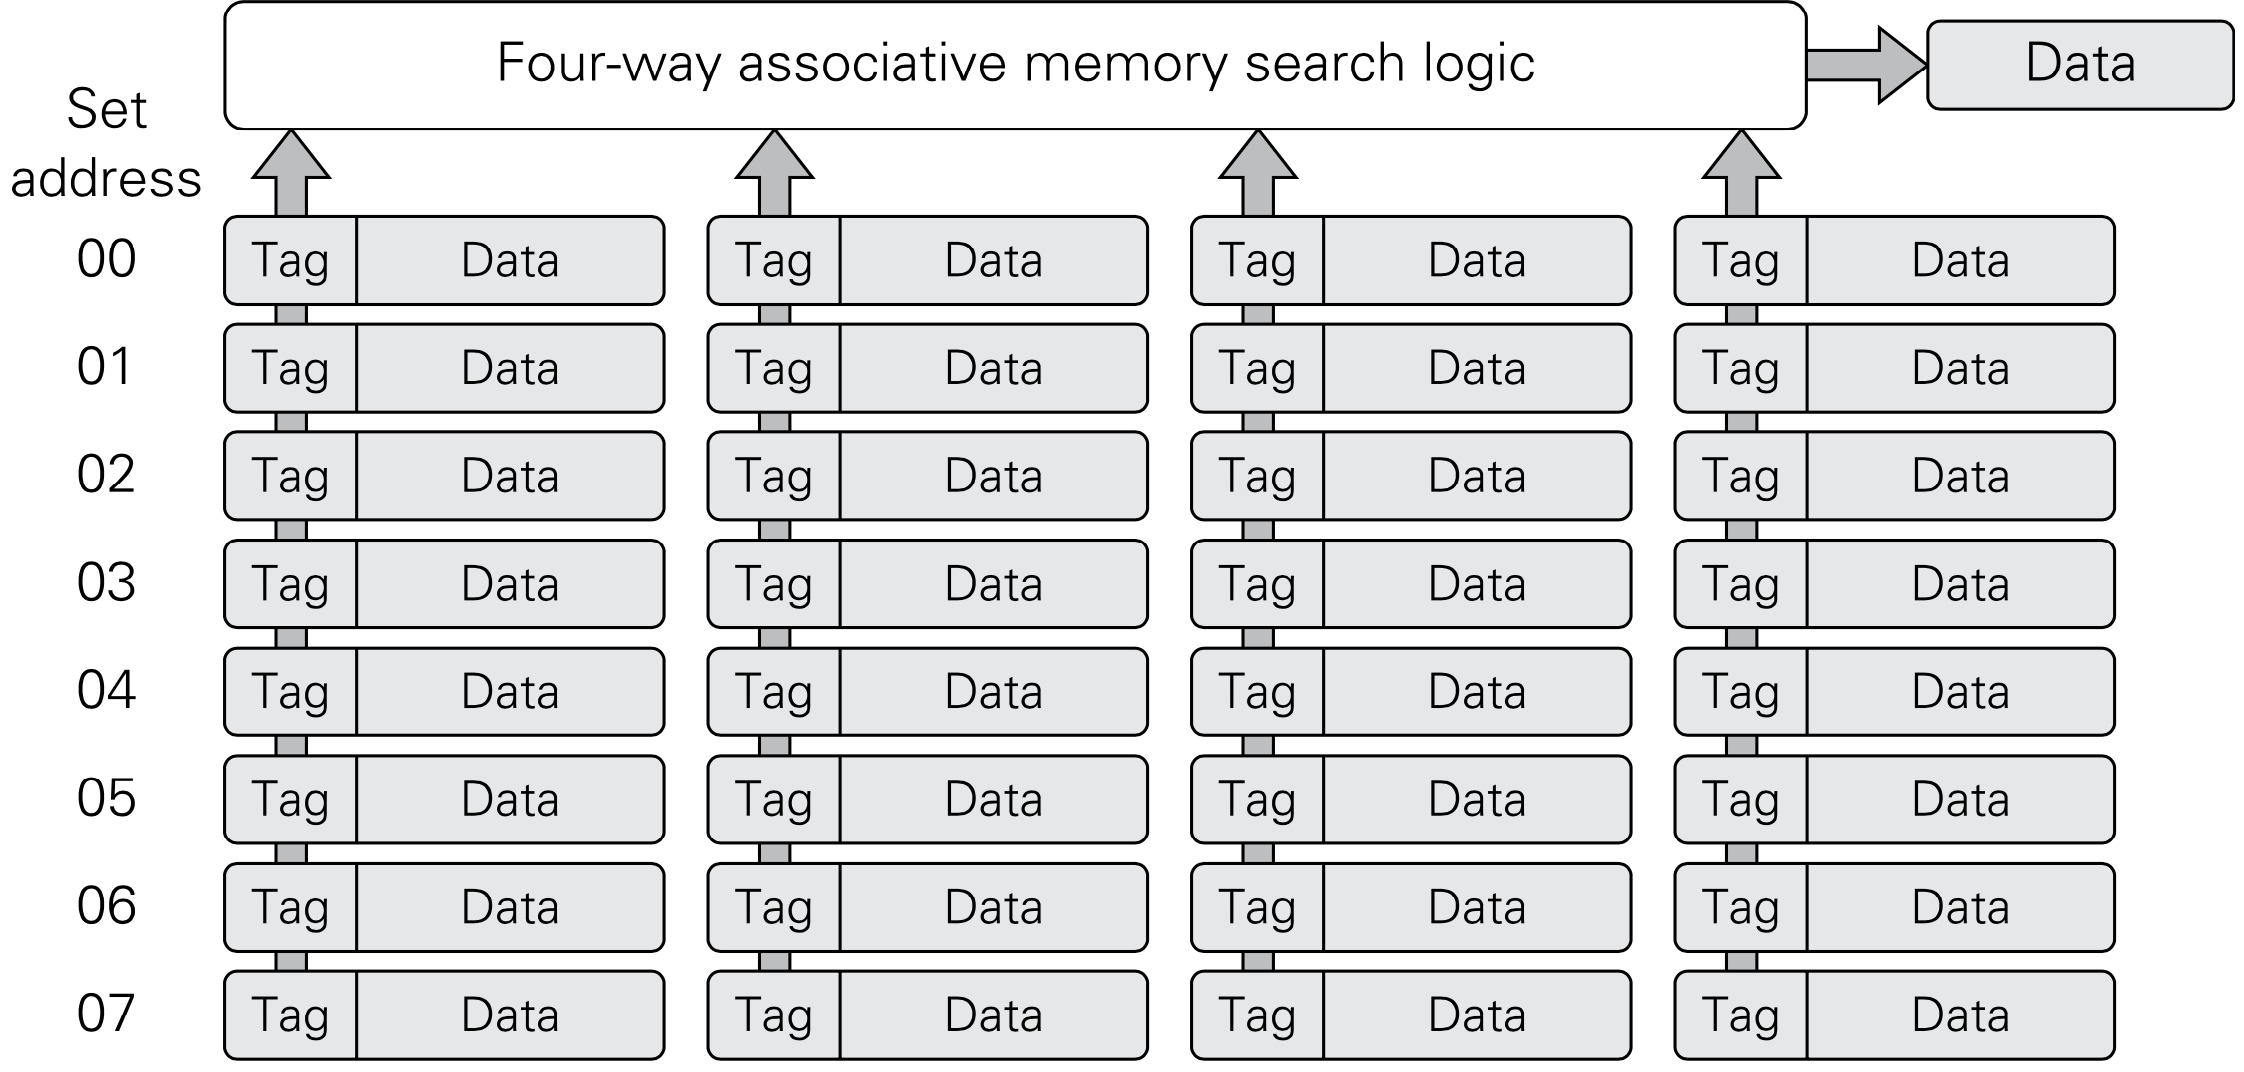 Four-way associative memory search logic
Data
Set
address
00 Tag Data Tag Data Tag Data Tag Data
01 Tag Data Tag Data Tag Data Tag Data
02 Tag Data Tag Data Tag Data Tag Data
03 Tag Data Tag Data Tag Data Tag Data
04 Tag Data Tag Data Tag Data Tag Data
05 Tag Data Tag Data Tag Data Tag Data
06 Tag Data Tag Data Tag Data Tag Data
07 Tag Data Tag Data Tag Data Tag Data